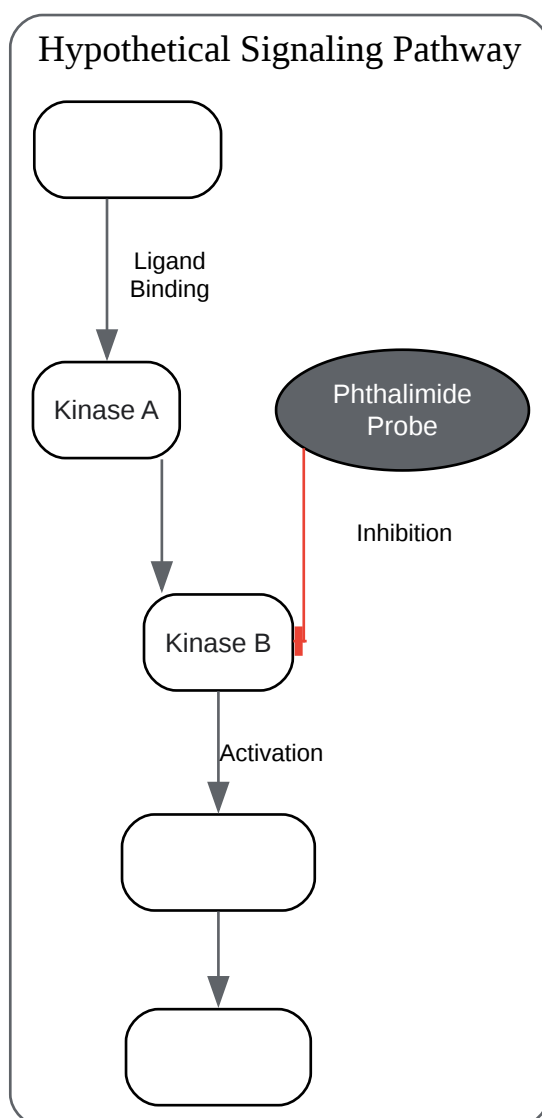 Hypothetical Signaling Pathway
Ligand
Binding
Kinase A
Phthalimide
Probe
Inhibition
Kinase B
Activation